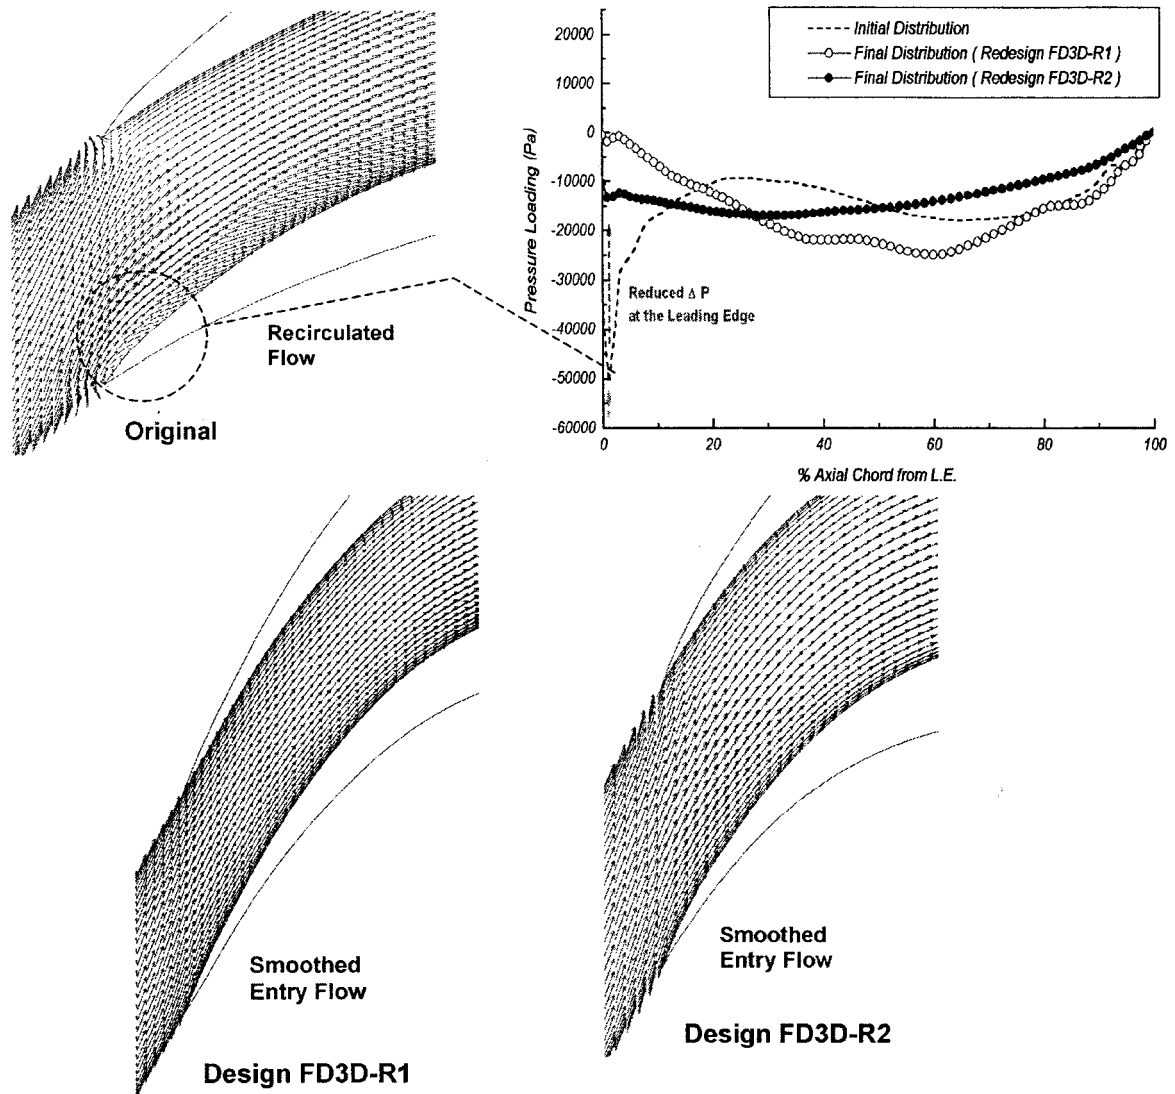 Recirculated
Flow
Original
Initial Distribution
Final Distribution ( Redesign FD3D-R1 )
Final Distribution ( Redesign FD3D-R2 )
Pressure Loading (Pa)
20000
10000
0
-10000
-20000
-30000
-40000
-50000
-60000
Reduced Δ P
at the Leading Edge
0 20 40 60 80 100
% Axial Chord from L.E.
Smoothed
Entry Flow
Design FD3D-R1
Smoothed
Entry Flow
Design FD3D-R2